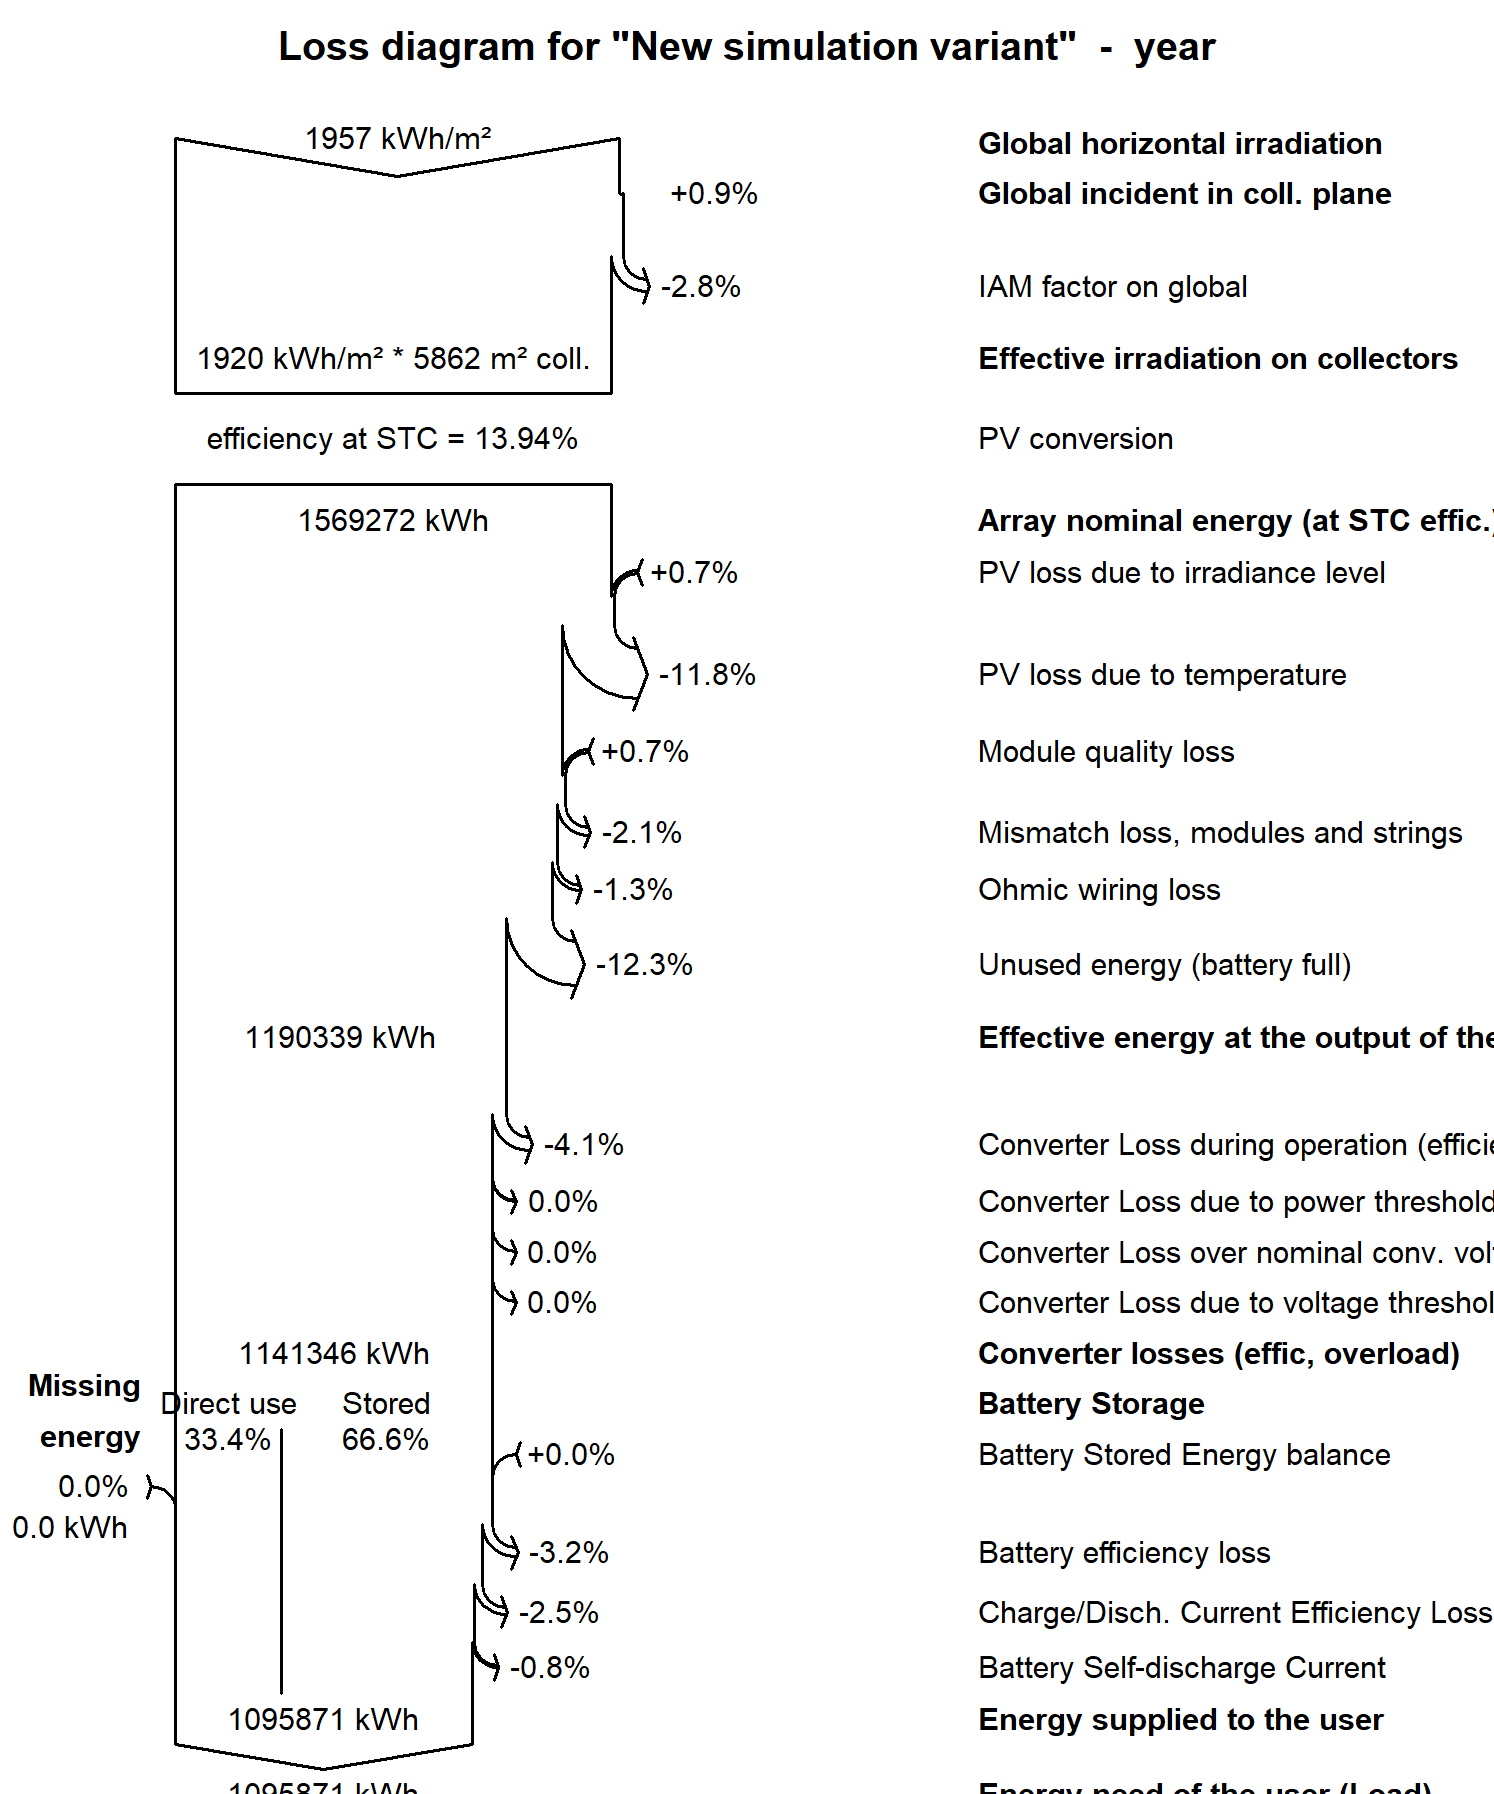 Loss diagram for "New simulation variant" - year
1957 kWh/m² Global horizontal irradiation
+0.9% Global incident in coll. plane
-2.8% IAM factor on global
1920 kWh/m² * 5862 m² coll. Effective irradiation on collectors
efficiency at STC = 13.94% PV conversion
1569272 kWh Array nominal energy (at STC effic.)
+0.7% PV loss due to irradiance level
-11.8% PV loss due to temperature
+0.7% Module quality loss
-2.1% Mismatch loss, modules and strings
-1.3% Ohmic wiring loss
-12.3% Unused energy (battery full)
1190339 kWh Effective energy at the output of the
-4.1% Converter Loss during operation
0.0% Converter Loss due to power threshold
0.0% Converter Loss over nominal conv.
0.0% Converter Loss due to voltage
1141346 kWh Converter losses (effic, overload)
Missing
Direct use Stored Battery Storage
energy 33.4% 66.6%
+0.0% Battery Stored Energy balance
0.0%
0.0 kWh
-3.2% Battery efficiency loss
-2.5% Charge/Disch. Current Efficiency Loss
-0.8% Battery Self-discharge Current
1095871 kWh Energy supplied to the user
1095871 kWh Energy need of the user (Load)